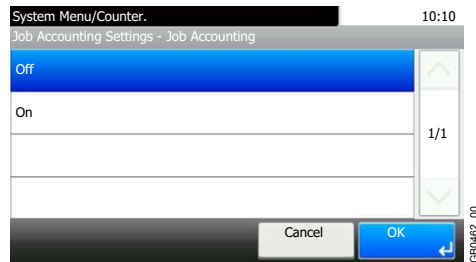 System Menu/Counter.
10:10
Job Accounting Settings - Job Accounting
Off
On
1/1
Cancel
OK
GB0462_00